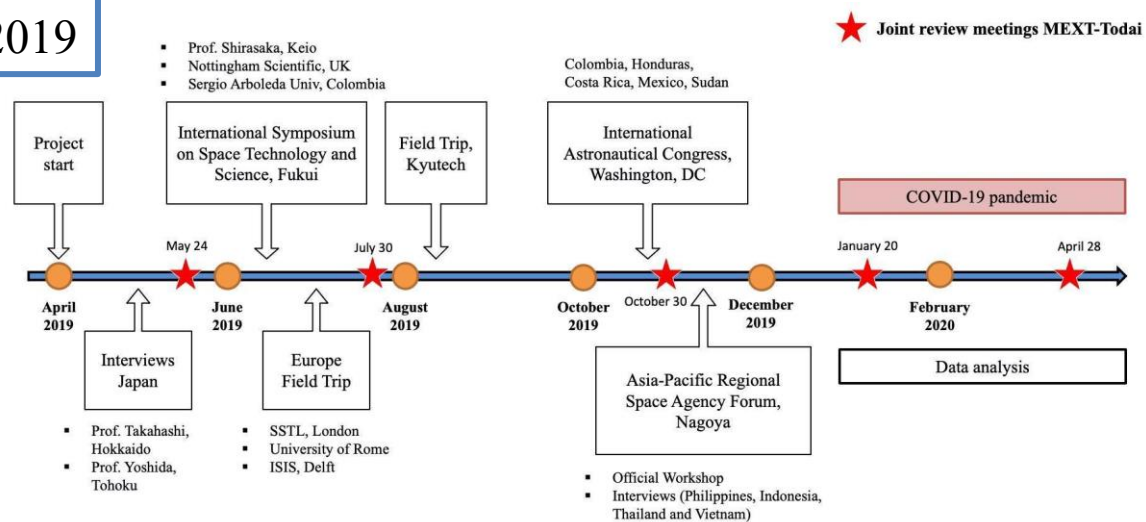 2019
Joint review meetings MEXT-Todai
▪ Prof. Shirasaka, Keio
▪ Nottingham Scientific, UK
▪ Sergio Arboleda Univ, Colombia
Colombia, Honduras,
Costa Rica, Mexico, Sudan
Project
start
International Symposium
on Space Technology and
Science, Fukui
Field Trip,
Kyutech
International
Astronautical Congress,
Washington, DC
COVID-19 pandemic
May 24
July 30
January 20
April 28
April
2019
June
2019
August
2019
October
2019
October 30
December
2019
February
2020
Interviews
Japan
Europe
Field Trip
Asia-Pacific Regional
Space Agency Forum,
Nagoya
Data analysis
▪ Prof. Takahashi,
Hokkaido
▪ Prof. Yoshida,
Tohoku
▪ SSTL, London
▪ University of Rome
▪ ISIS, Delft
▪ Official Workshop
▪ Interviews (Philippines, Indonesia,
Thailand and Vietnam)